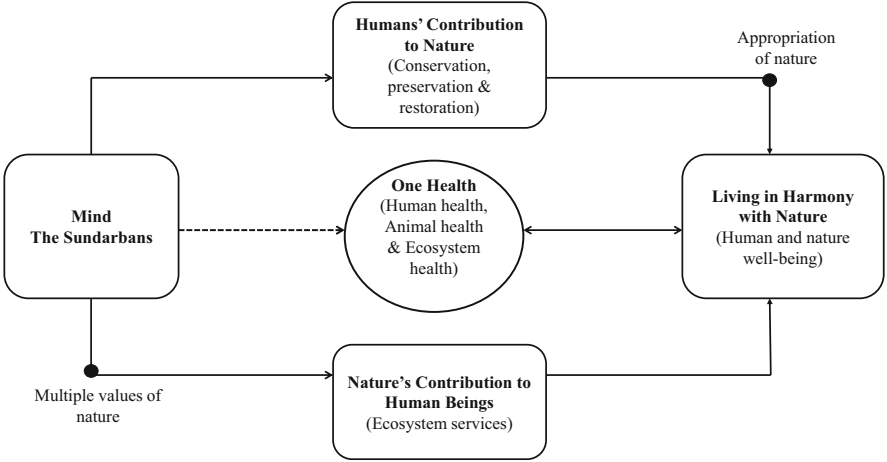 Humans' Contribution
to Nature
(Conservation,
preservation &
restoration)
Appropriation
of nature
Mind
The Sundarbans
One Health
(Human health,
Animal health
& Ecosystem
health)
Living in Harmony
with Nature
(Human and nature
well-being)
Multiple values of
nature
Nature's Contribution to
Human Beings
(Ecosystem services)